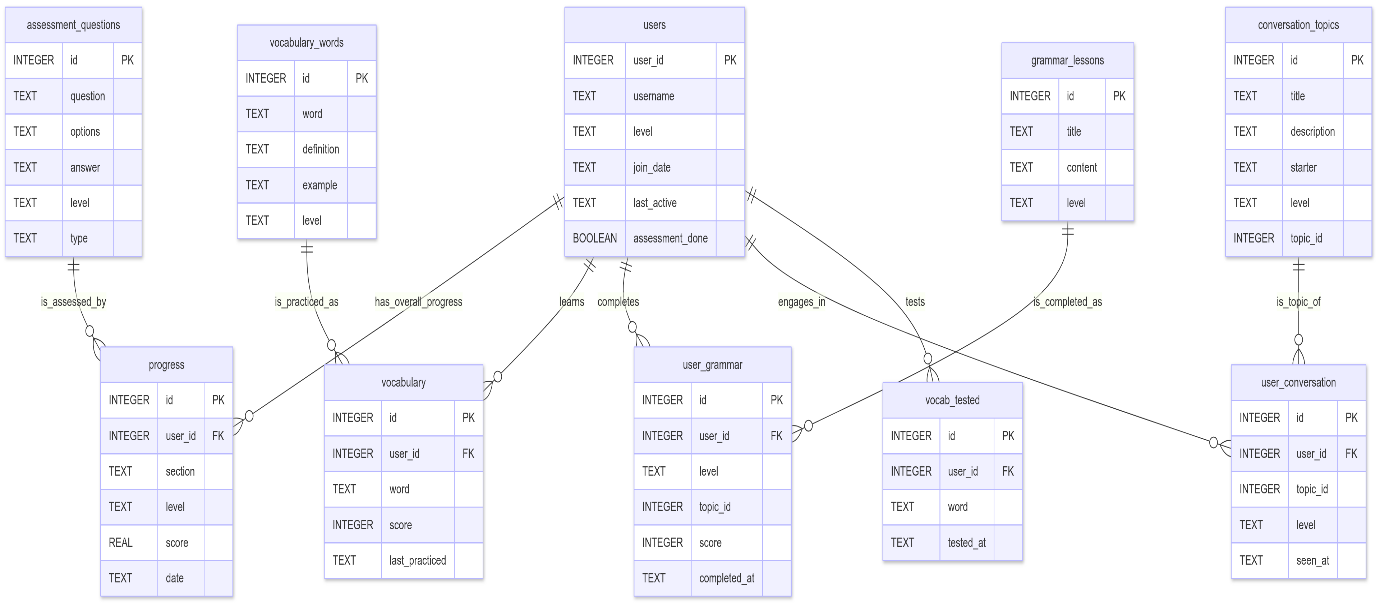 assessment_questions
INTEGER id PK
TEXT question
TEXT options
TEXT answer
TEXT level
TEXT type
vocabulary_words
INTEGER id PK
TEXT word
TEXT definition
TEXT example
TEXT level
users
INTEGER user_id PK
TEXT username
TEXT level
TEXT join_date
TEXT last_active
BOOLEAN assessment_done
grammar_lessons
INTEGER id PK
TEXT title
TEXT content
TEXT level
conversation_topics
INTEGER id PK
TEXT title
TEXT description
TEXT starter
TEXT level
INTEGER topic_id
is_assessed_by
is_practiced_as
has_overall_progress
learns
completes
engages_in
tests
is_completed_as
is_topic_of
progress
INTEGER id PK
INTEGER user_id FK
TEXT section
TEXT level
REAL score
TEXT date
vocabulary
INTEGER id PK
INTEGER user_id FK
TEXT word
INTEGER score
TEXT last_practiced
user_grammar
INTEGER id PK
INTEGER user_id FK
TEXT level
INTEGER topic_id
INTEGER score
TEXT completed_at
vocab_tested
INTEGER id PK
INTEGER user_id FK
TEXT word
TEXT tested_at
user_conversation
INTEGER id PK
INTEGER user_id FK
INTEGER topic_id
TEXT level
TEXT seen_at